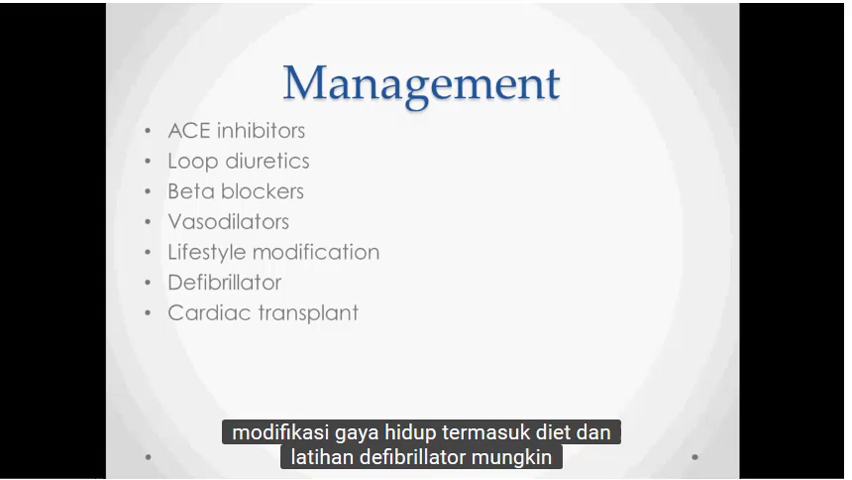 Management
• ACE inhibitors
• Loop diuretics
• Beta blockers
• Vasodilators
• Lifestyle modification
• Defibrillator
• Cardiac transplant
modifikasi gaya hidup termasuk diet dan
latihan defibrillator mungkin